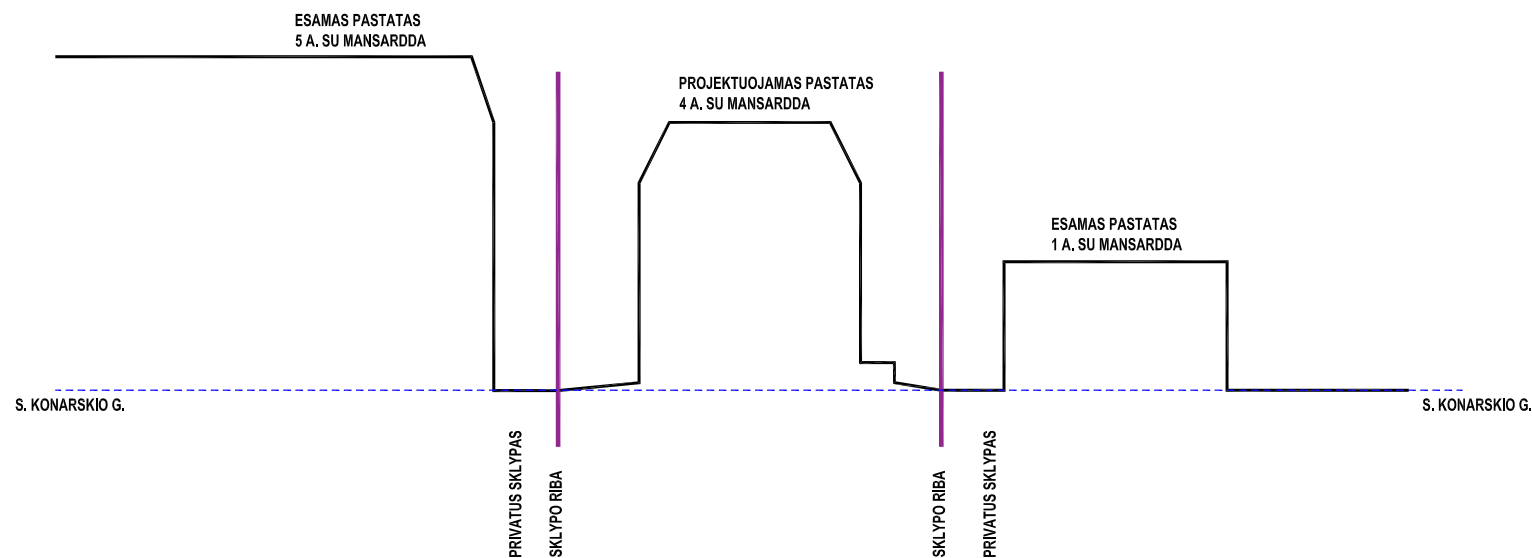 ESAMAS PASTATAS
5 A. SU MANSARDDA
PROJEKTUOJAMAS PASTATAS
4 A. SU MANSARDDA
ESAMAS PASTATAS
1 A. SU MANSARDDA
S. KONARSKIO G.
S. KONARSKIO G.
PRIVATUS SKLYPAS
SKLYPO RIBA
SKLYPO RIBA
PRIVATUS SKLYPAS